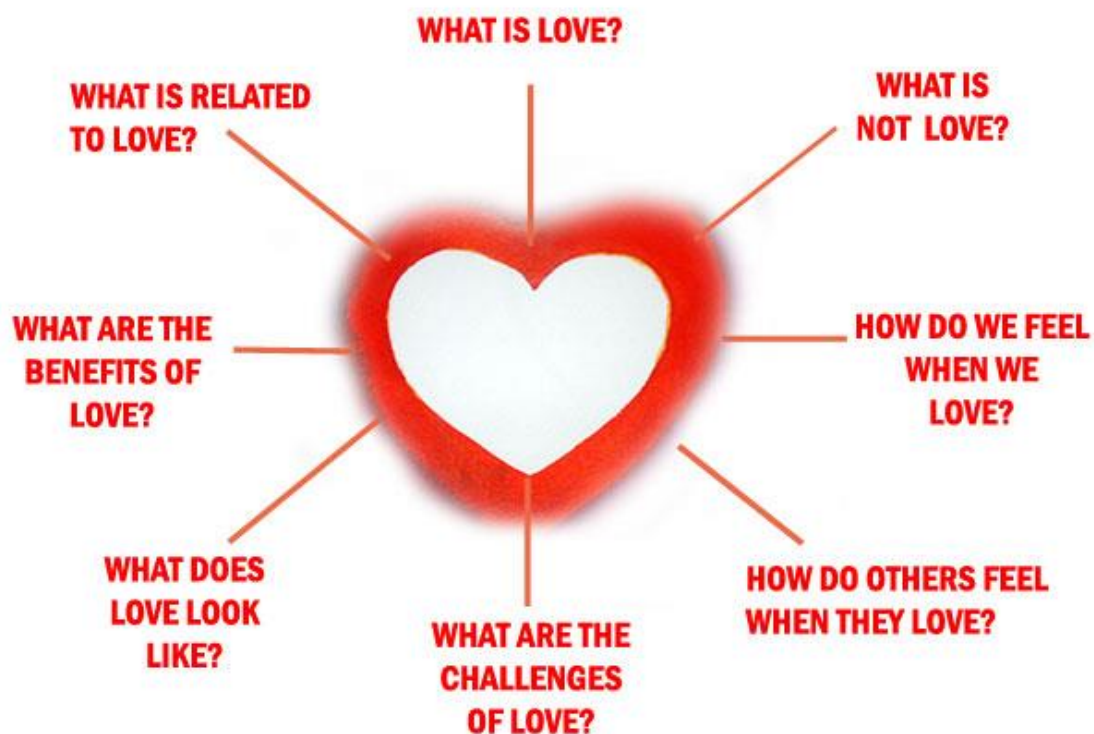 WHAT IS LOVE?
WHAT IS
NOT LOVE?
HOW DO WE FEEL
WHEN WE
LOVE?
HOW DO OTHERS FEEL
WHEN THEY LOVE?
WHAT ARE THE
CHALLENGES
OF LOVE?
WHAT DOES
LOVE LOOK
LIKE?
WHAT ARE THE
BENEFITS OF
LOVE?
WHAT IS RELATED
TO LOVE?